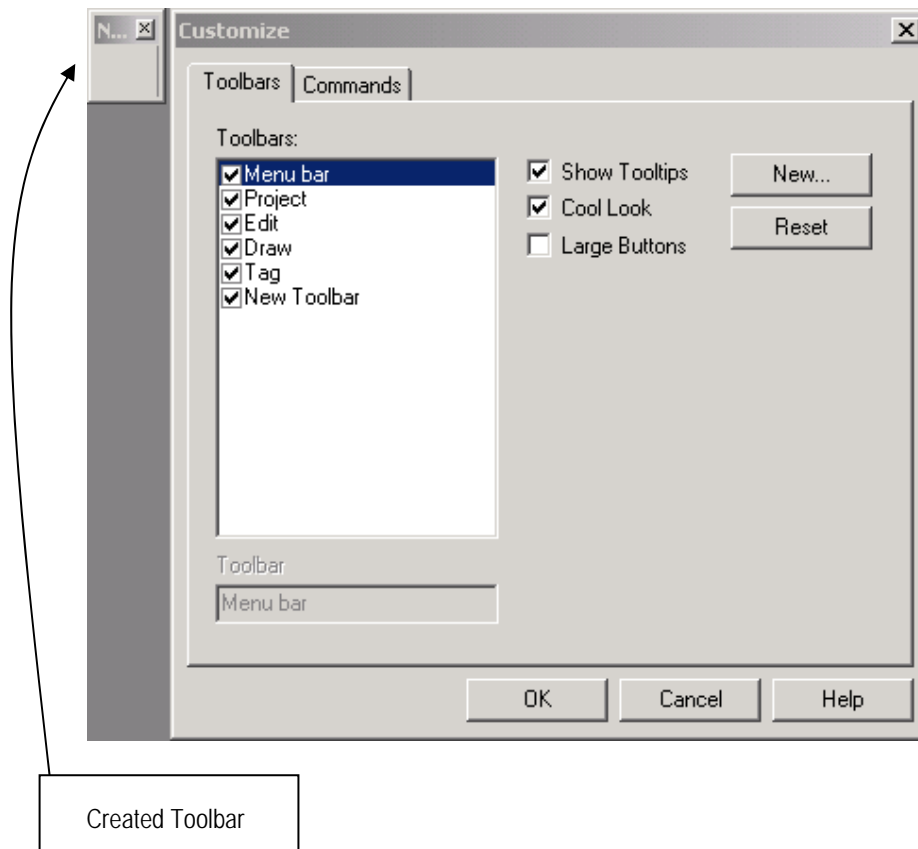 N...
Customize
Toolbars Commands
Toolbars:
Menu bar
Project
Edit
Draw
Tag
New Toolbar
Show Tooltips
Cool Look
Large Buttons
New...
Reset
Toolbar
Menu bar
OK Cancel Help
Created Toolbar